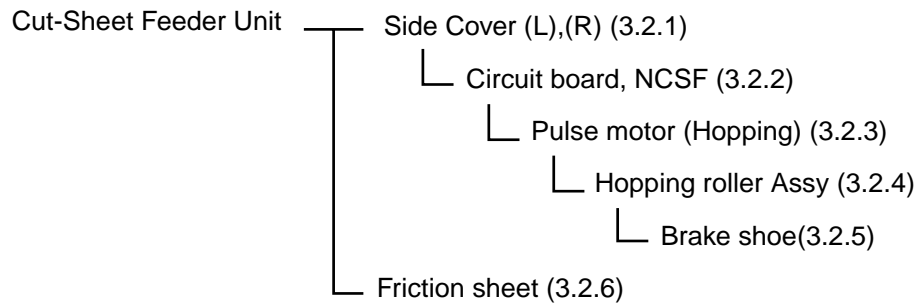 Cut-Sheet Feeder Unit Side Cover (L),(R) (3.2.1)
Circuit board, NCSF (3.2.2)
Pulse motor (Hopping) (3.2.3)
Hopping roller Assy (3.2.4)
Brake shoe(3.2.5)
Friction sheet (3.2.6)